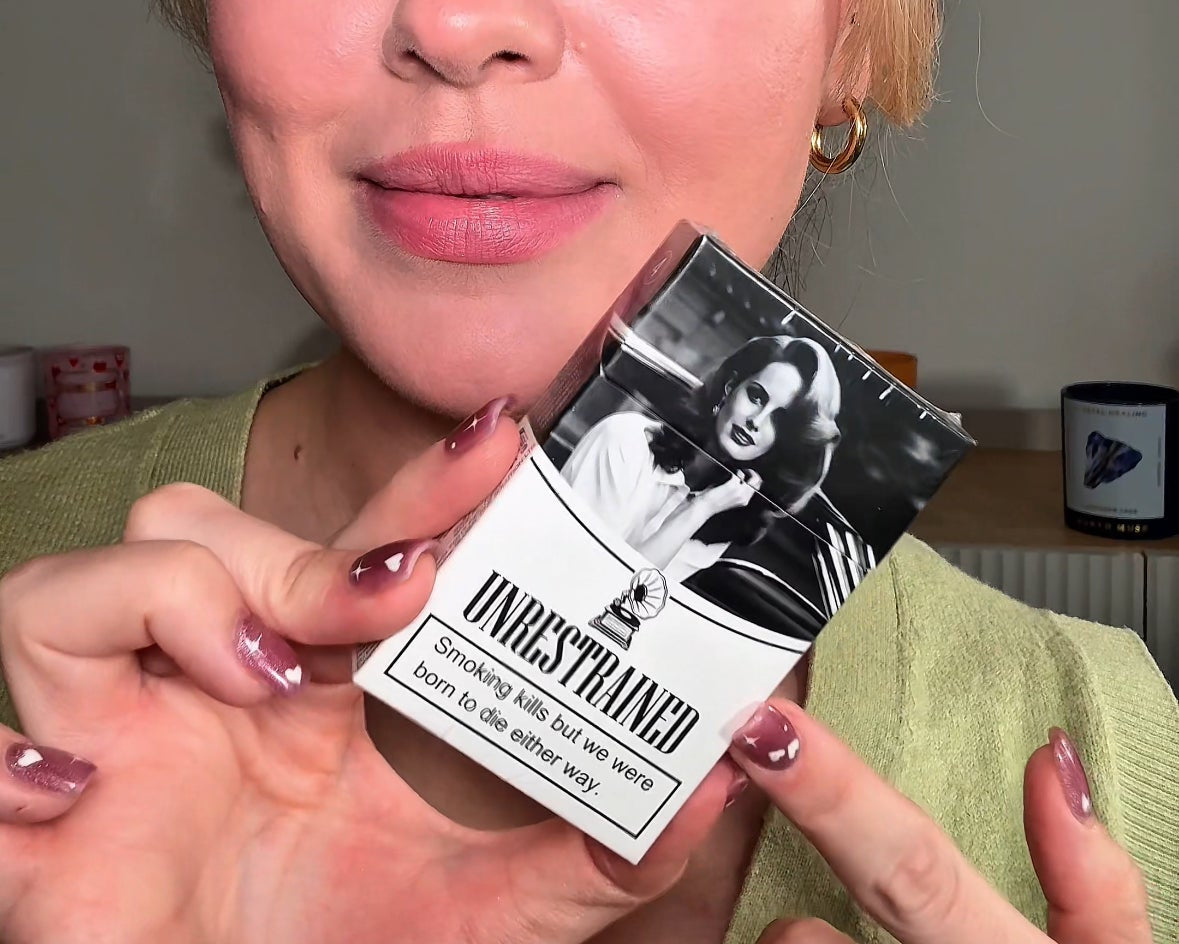 UNRESTRAINED
Smoking kills but we were
born to die either way.